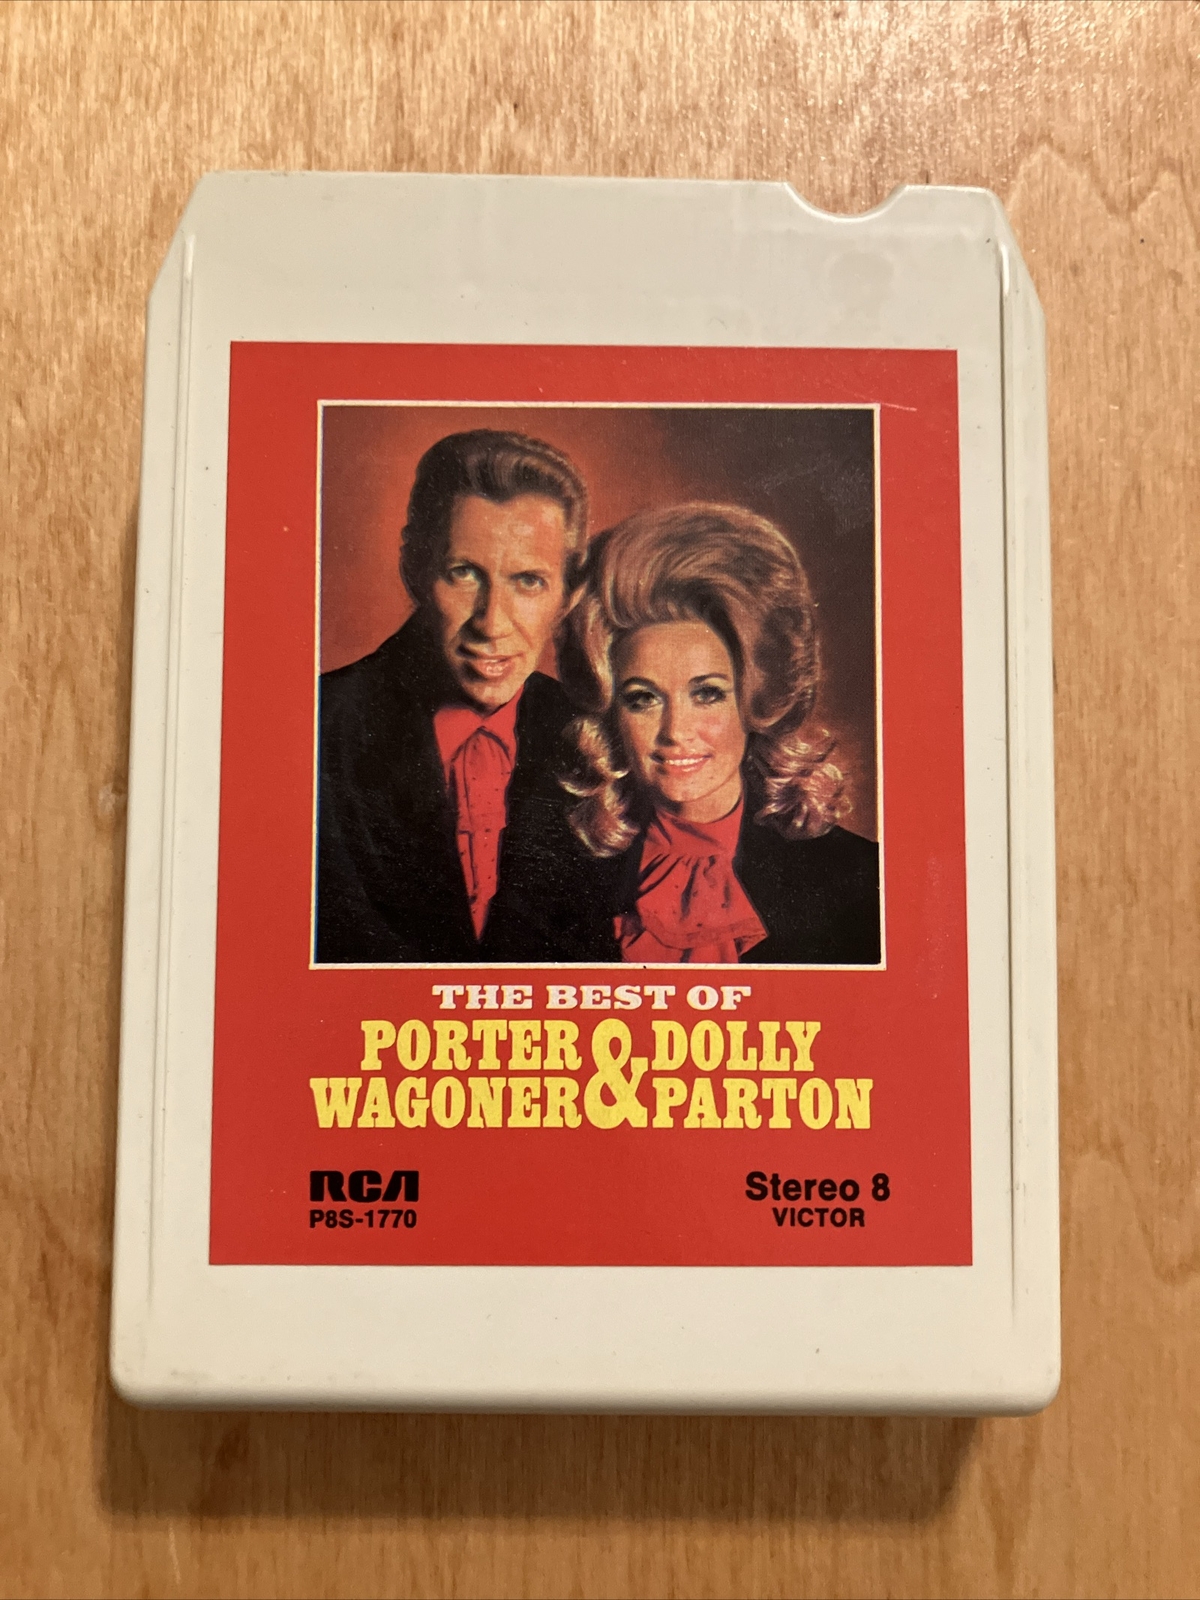 THE BEST OF
PORTER & DOLLY
WAGONER PARTON
RCA
P8S-1770
Stereo 8
VICTOR